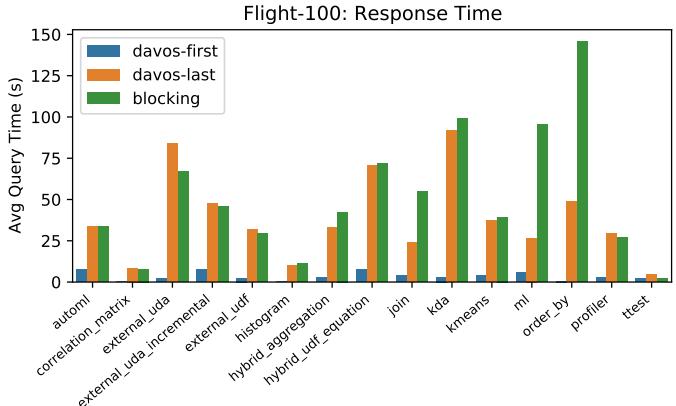 Flight-100: Response Time
Avg Query Time (s)
150
125
100
75
50
25
0
davos-first
davos-last
blocking
automl
correlation_matrix
external_uda
external_uda_incremental
external_udf
histogram
hybrid_aggregation
hybrid_udf_equation
join
kda
kmeans
ml
order_by
profiler
ttest